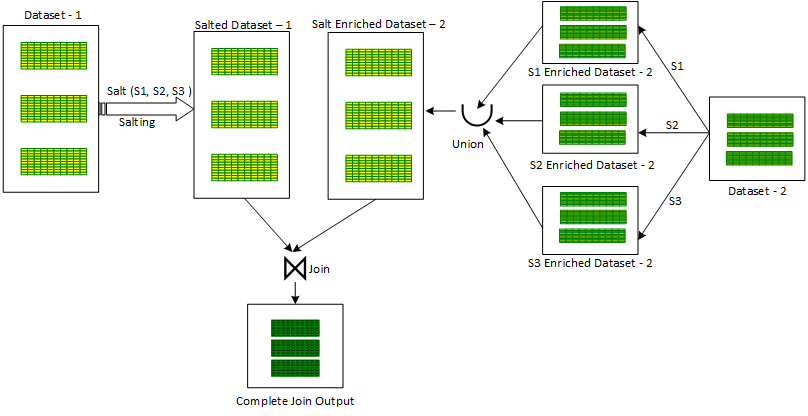 Dataset - 1
Salted Dataset – 1
Salt Enriched Dataset – 2
Salt (S1, S2, S3 )
Salting
S1 Enriched Dataset - 2
S1
Union
S2
S2 Enriched Dataset - 2
Dataset - 2
S3
S3 Enriched Dataset - 2
Join
Complete Join Output